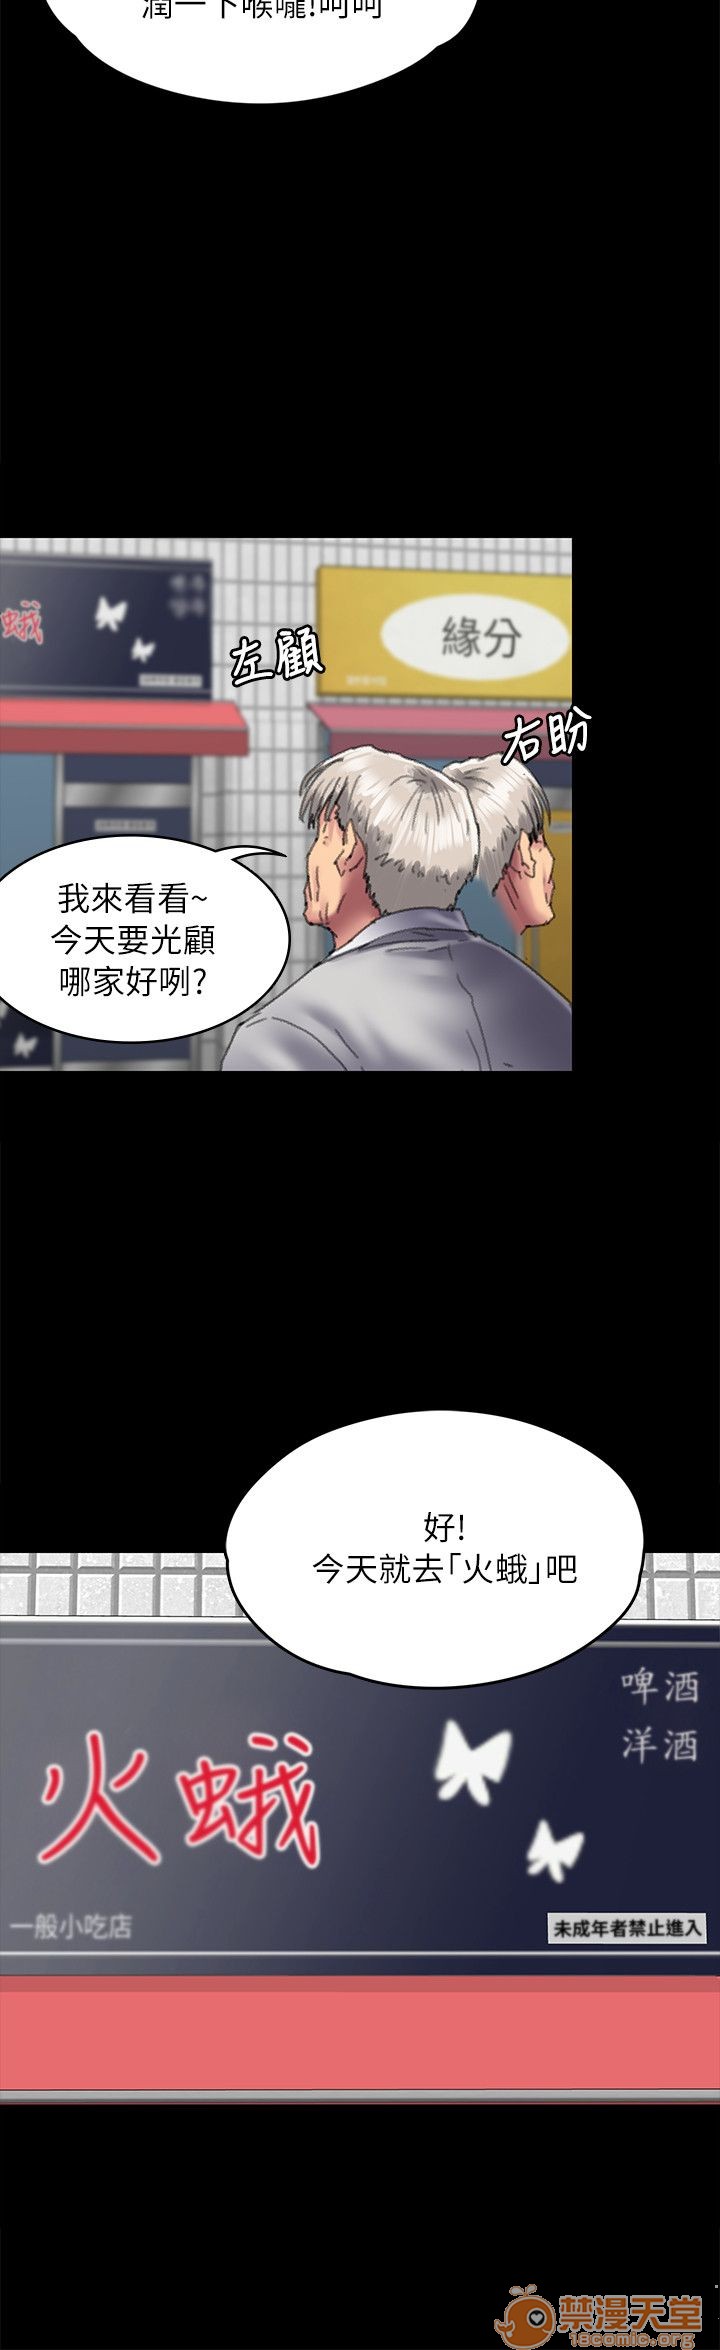 潤一下喉嚨!呵呵
蛾
緣分
左顧
右盼
我來看看~
今天要光顧
哪家好咧?
好!
今天就去「火蛾」吧
啤酒
洋酒
火蛾
一般小吃店
未成年者禁止進入
禁漫天堂
18comic.org